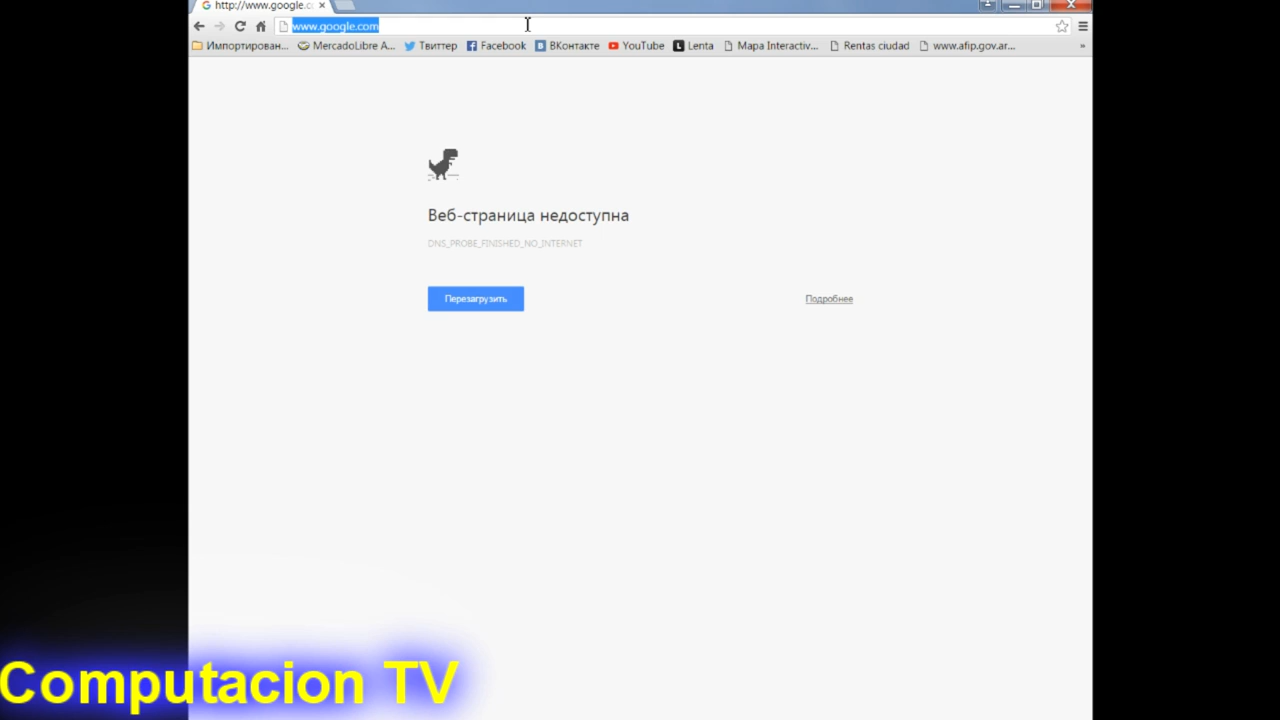 http://www.google.c
www.google.com
Импортирован... MercadoLibre A... Твиттер Facebook ВКонтакте YouTube Lenta Mapa Interactiv... Rentas ciudad www.afip.gov.ar... »
Веб-страница недоступна
DNS_PROBE_FINISHED_NO_INTERNET
Перезагрузить Подробнее
Computacion TV